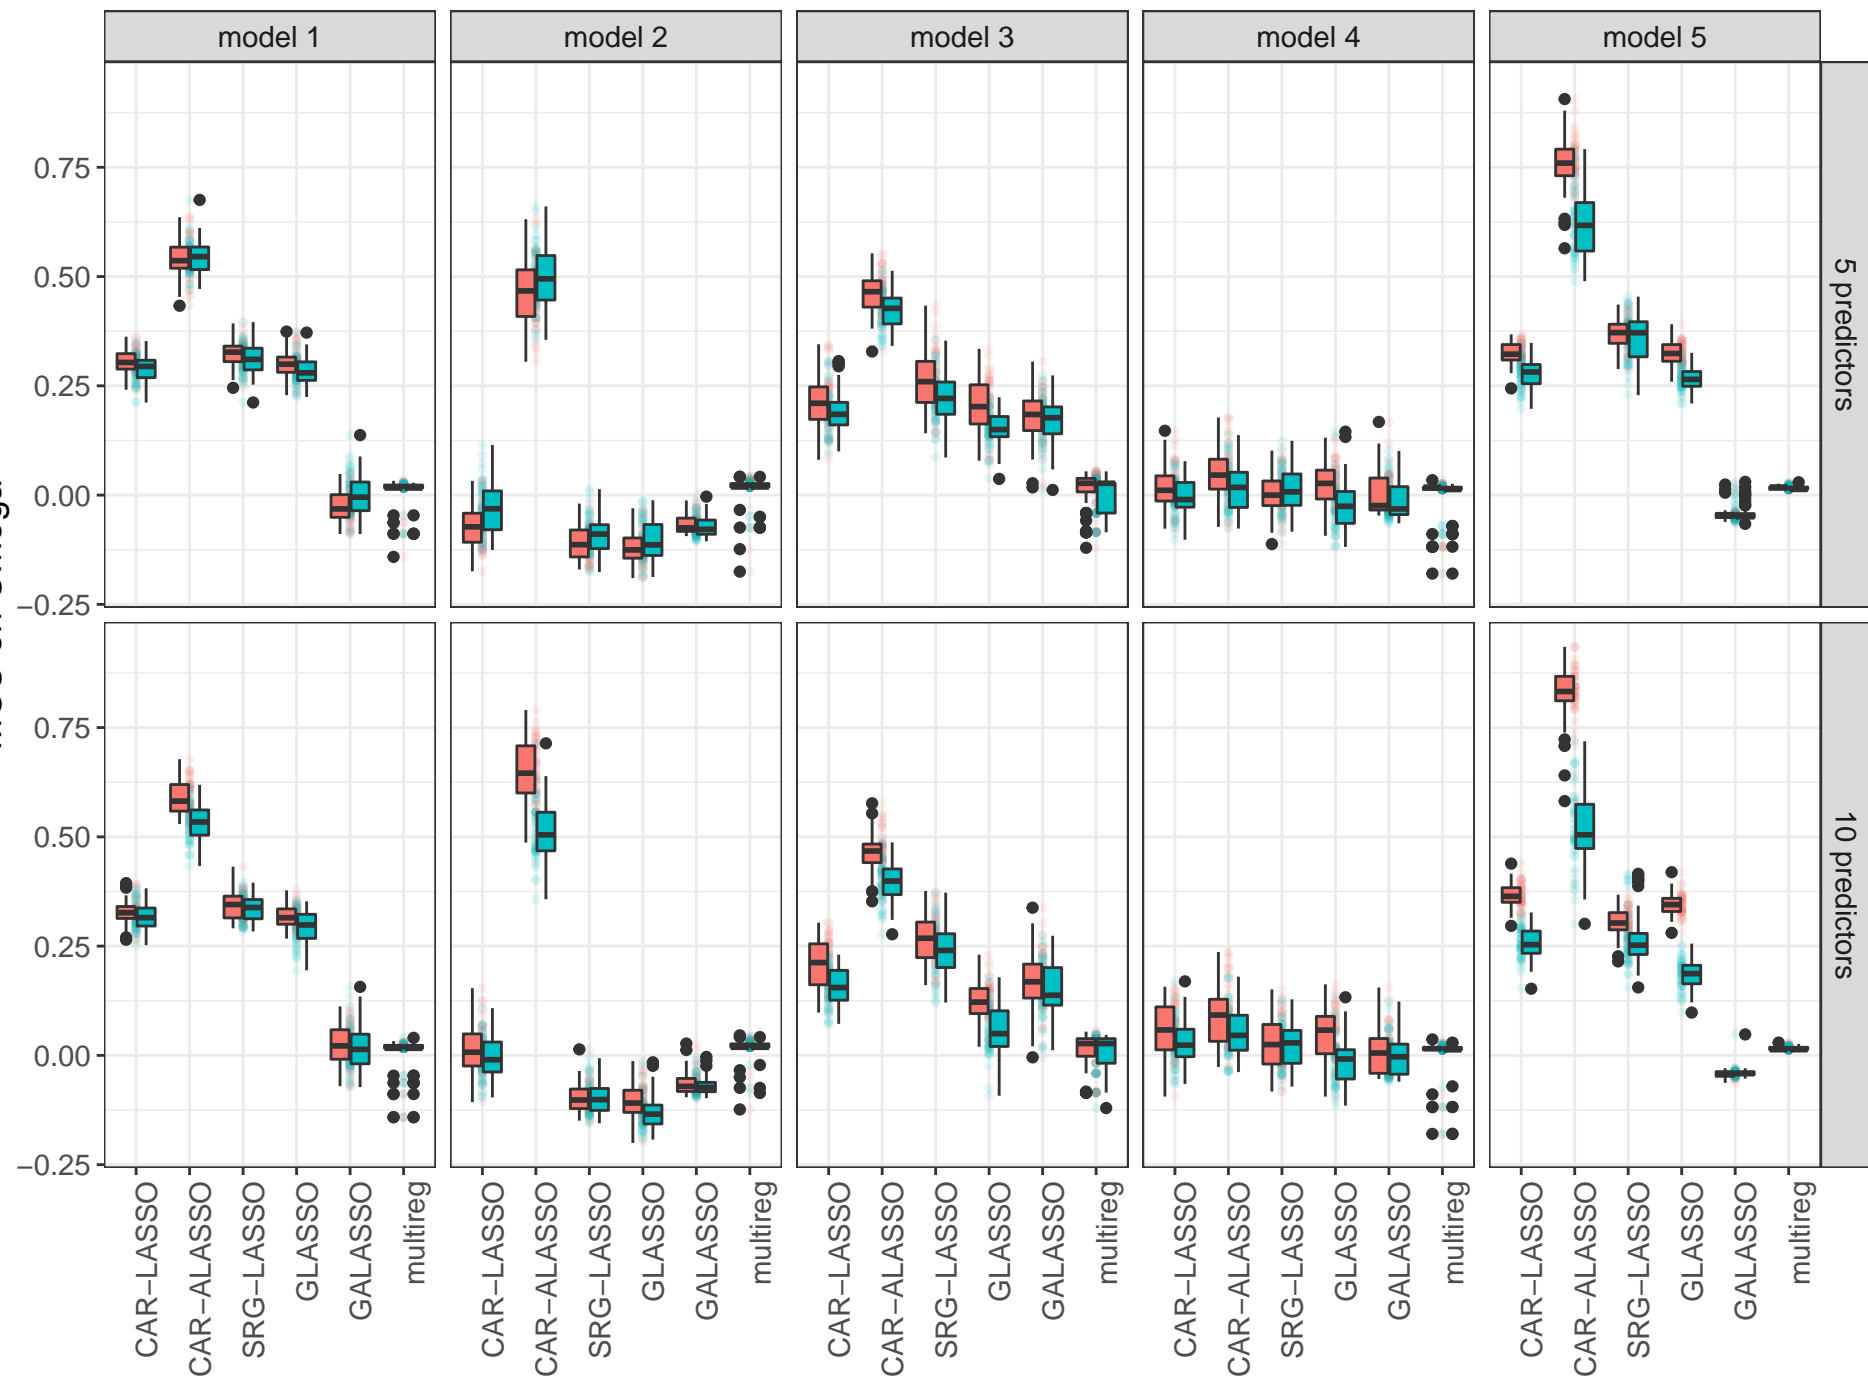 model 1 model 2 model 3 model 4 model 5
0.75
0.50
0.25
0.00
−0.25
5 predictors
0.75
0.50
0.25
0.00
−0.25
10 predictors
CAR−LASSO CAR−ALASSO SRG−LASSO GLASSO GALASSO multireg
CAR−LASSO CAR−ALASSO SRG−LASSO GLASSO GALASSO multireg
CAR−LASSO CAR−ALASSO SRG−LASSO GLASSO GALASSO multireg
CAR−LASSO CAR−ALASSO SRG−LASSO GLASSO GALASSO multireg
CAR−LASSO CAR−ALASSO SRG−LASSO GLASSO GALASSO multireg